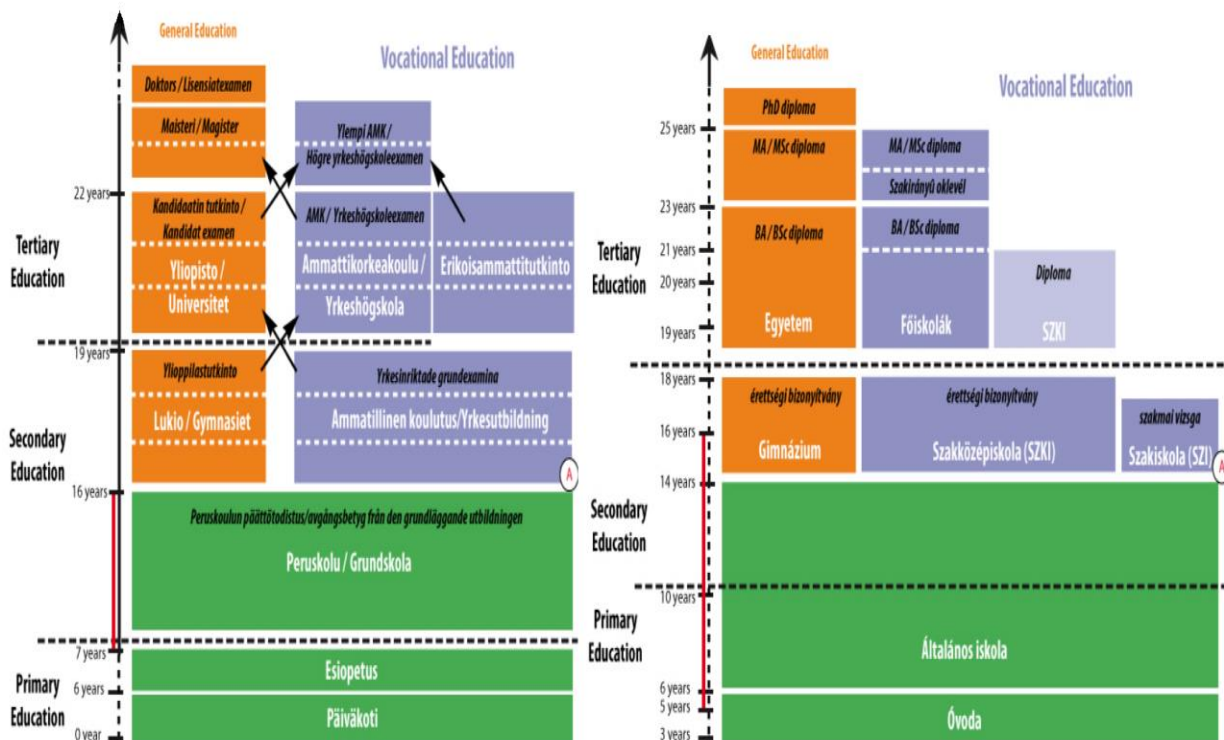 General Education
Vocational Education
Doktors / Lisensiatexamen
Maisteri / Magister
Ylempi AMK /
Högre yrkeshögskoleexamen
22 years
Kandidaatin tutkinto /
Kandidat examen
AMK / Yrkeshögskoleexamen
Tertiary
Education
Yliopisto /
Universitet
Ammattikorkeakoulu /
Yrkeshögskola
Erikoisammattitutkinto
19 years
Ylioppilastutkinto
Yrkesinriktade grundexamina
Lukio / Gymnasiet
Ammatillinen koulutus/Yrkesutbildning
Secondary
Education
A
16 years
Peruskoulun päättötodistus/avgångsbetyg från den grundläggande utbildningen
Peruskolu / Grundskola
7 years
Esiopetus
6 years
Primary
Education
Päiväkoti
0 year
General Education
Vocational Education
PhD diploma
25 years
MA / MSc diploma
MA / MSc diploma
Szakirányú oklevél
23 years
BA / BSc diploma
BA / BSc diploma
21 years
Tertiary
Education
Diploma
20 years
Egyetem
Főiskolák
SZKI
19 years
18 years
érettségi bizonyítvány
érettségi bizonyítvány
szakmai vizsga
16 years
Gimnázium
Szakközépiskola (SZKI)
Szakiskola (SZI)
A
14 years
Secondary
Education
10 years
Primary
Education
Általános iskola
6 years
5 years
Óvoda
3 years